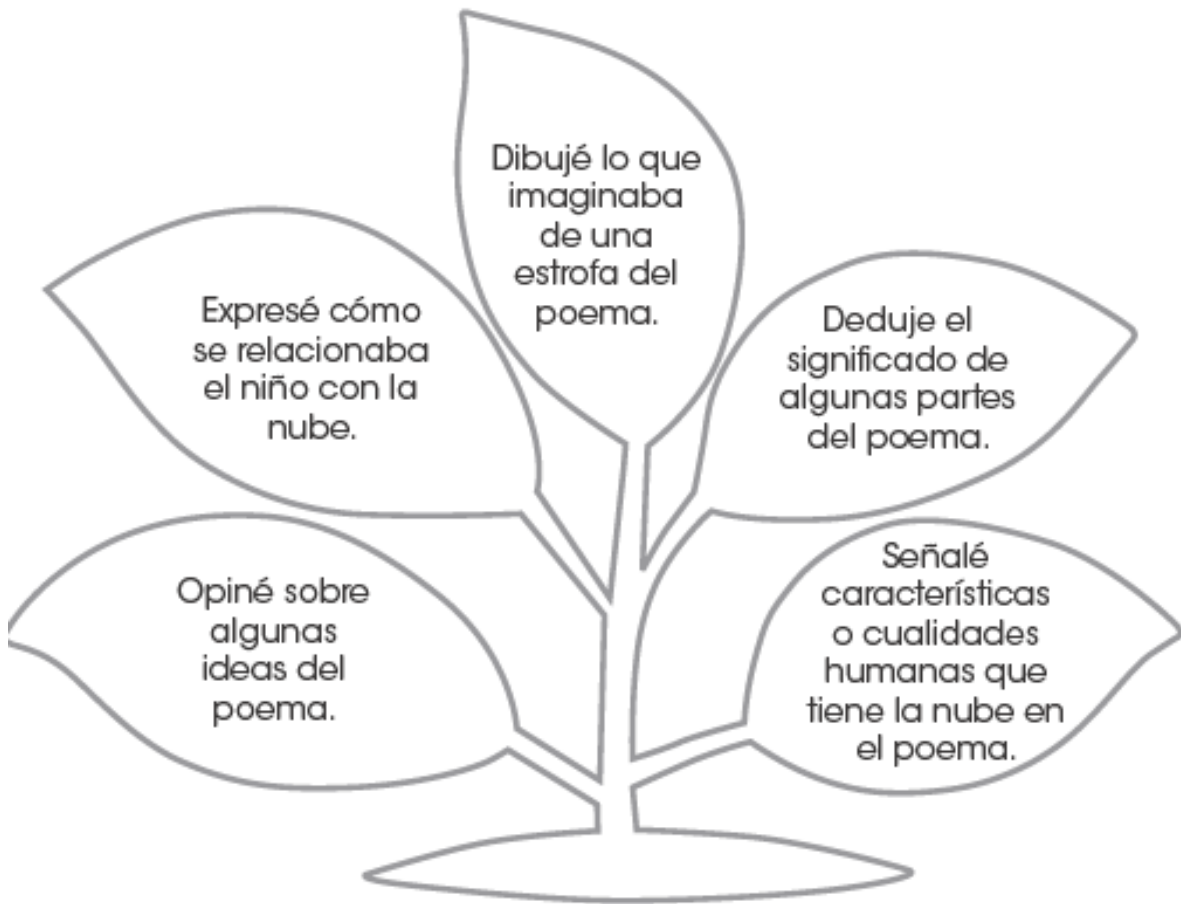 Dibujé lo que
imaginaba
de una
estrofa del
poema.
Expresé cómo
se relacionaba
el niño con la
nube.
Deduje el
significado de
algunas partes
del poema.
Opiné sobre
algunas
ideas del
poema.
Señalé
características
o cualidades
humanas que
tiene la nube en
el poema.